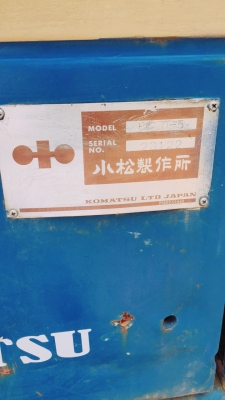 MODEL
SERIAL NO.
小松製作所
KOMATSU LTD JAPAN
TSU